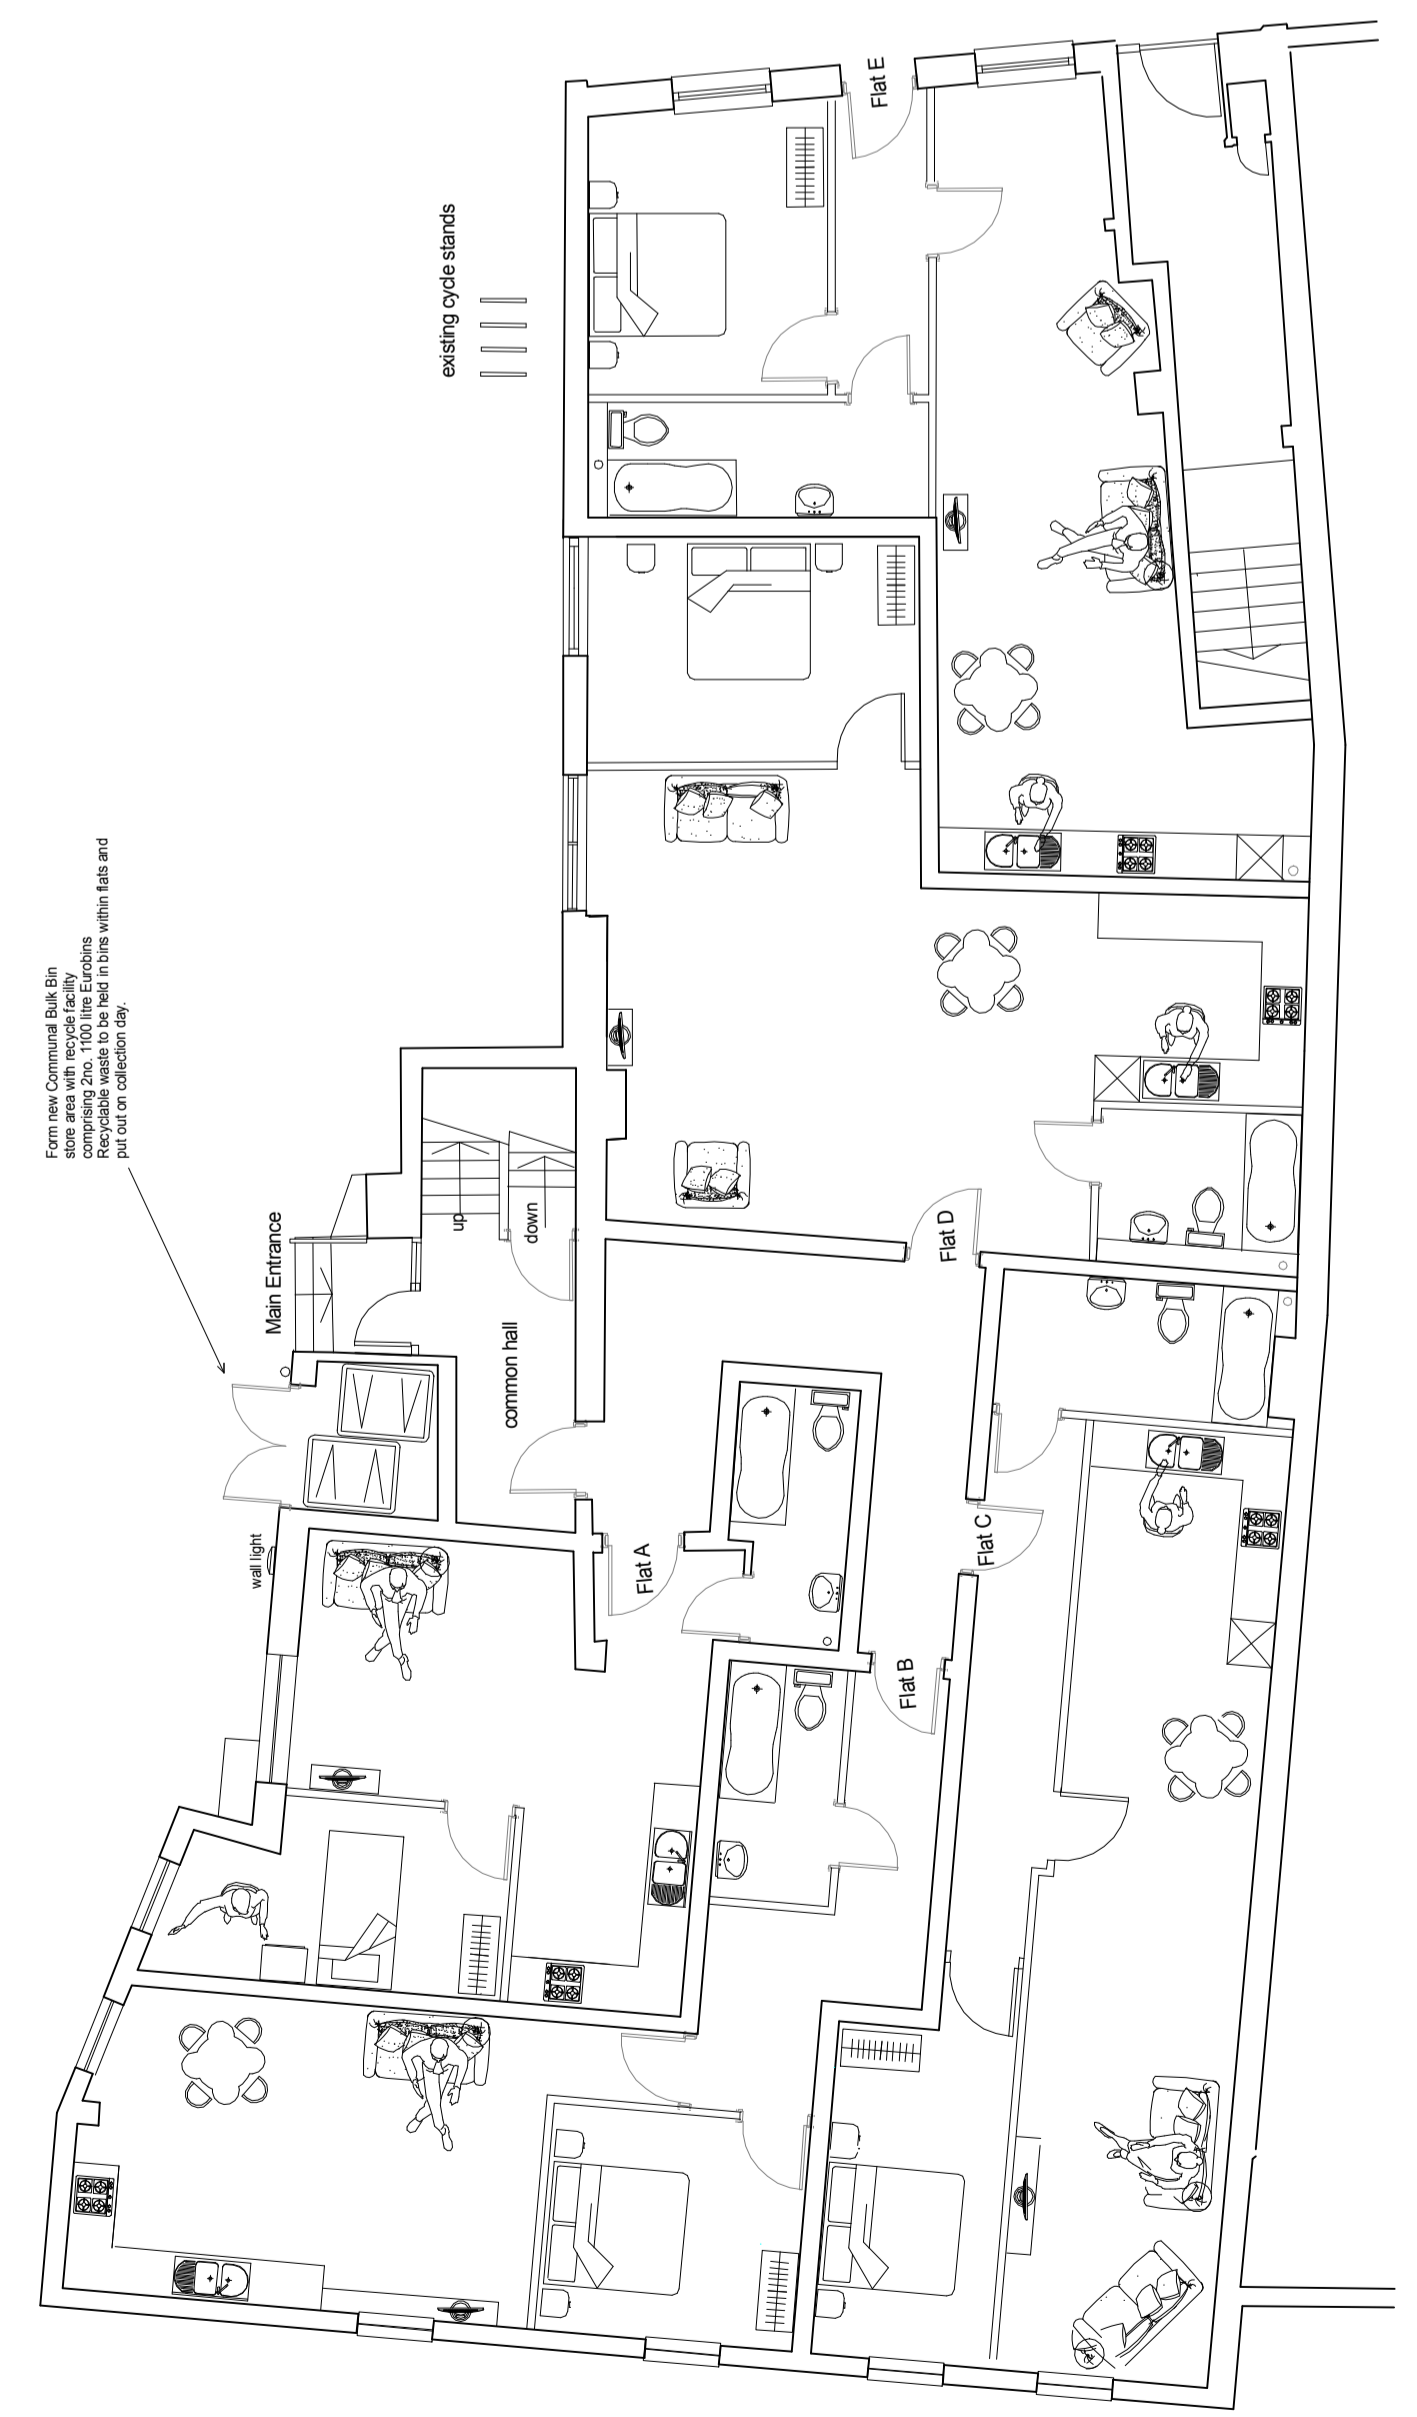 Form new Communal Bulk Bin
store area with recycle facility
comprising 2no. 1100 litre Eurobins
Recyclable waste to be held in bins within flats and
put out on collection day.
existing cycle stands
Flat E
Main Entrance
up
down
common hall
wall light
Flat D
Flat A
Flat C
Flat B